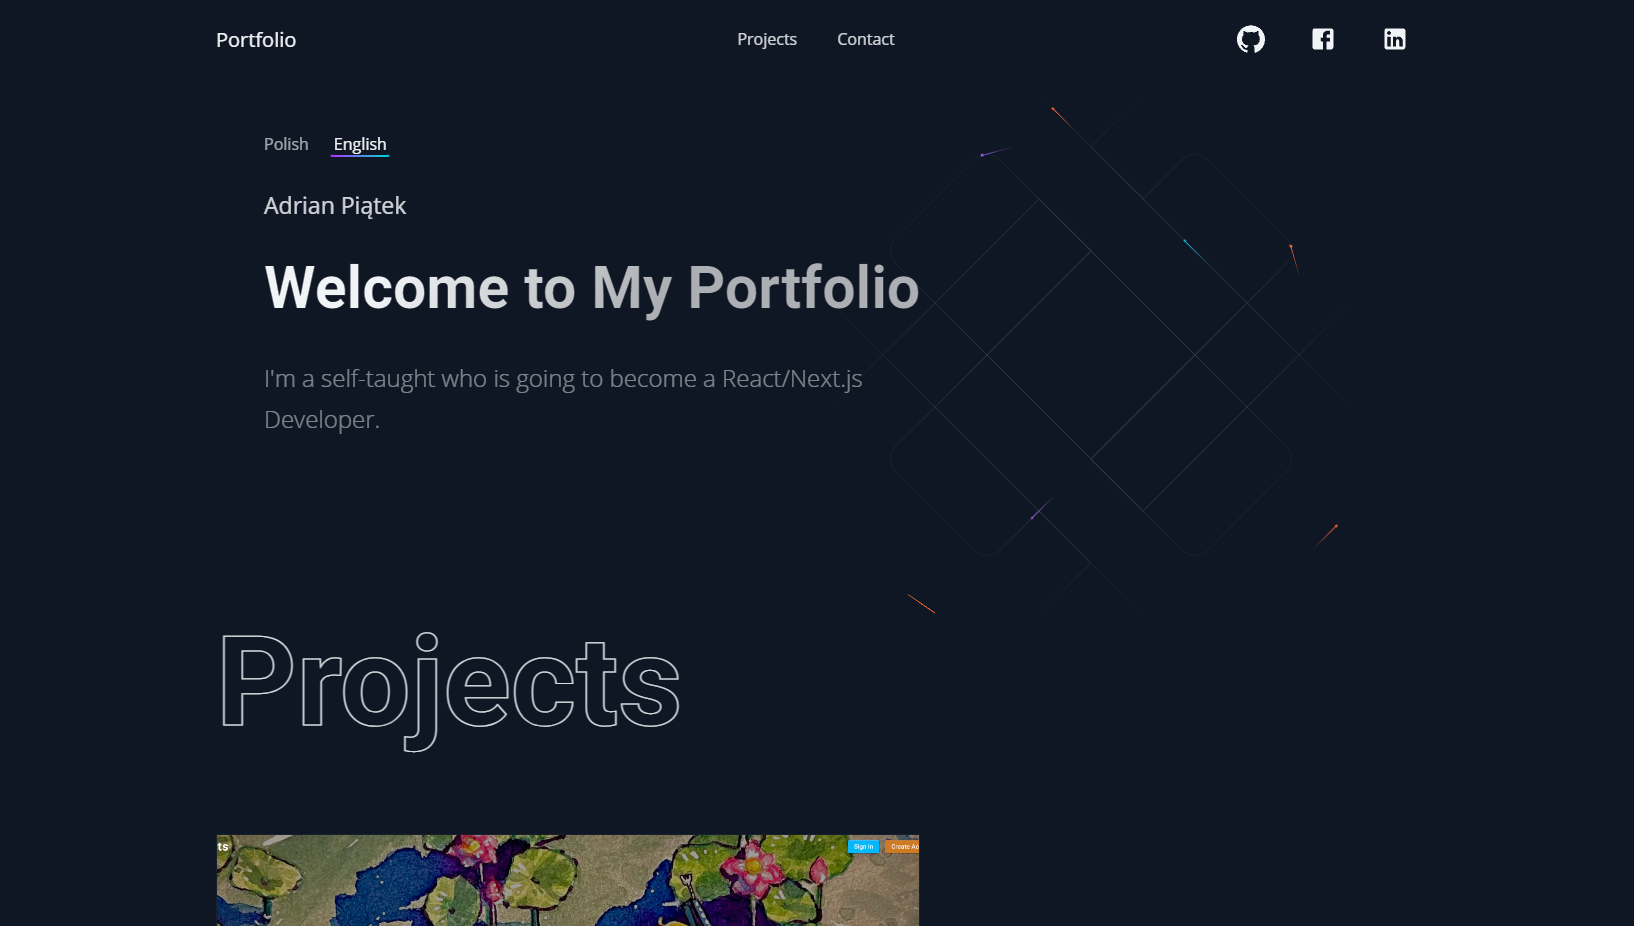 Portfolio
Projects
Contact
Polish
English
Adrian Piątek
Welcome to My Portfolio
I'm a self-taught who is going to become a React/Next.js
Developer.
Projects
ts
Sign In
Create Ac